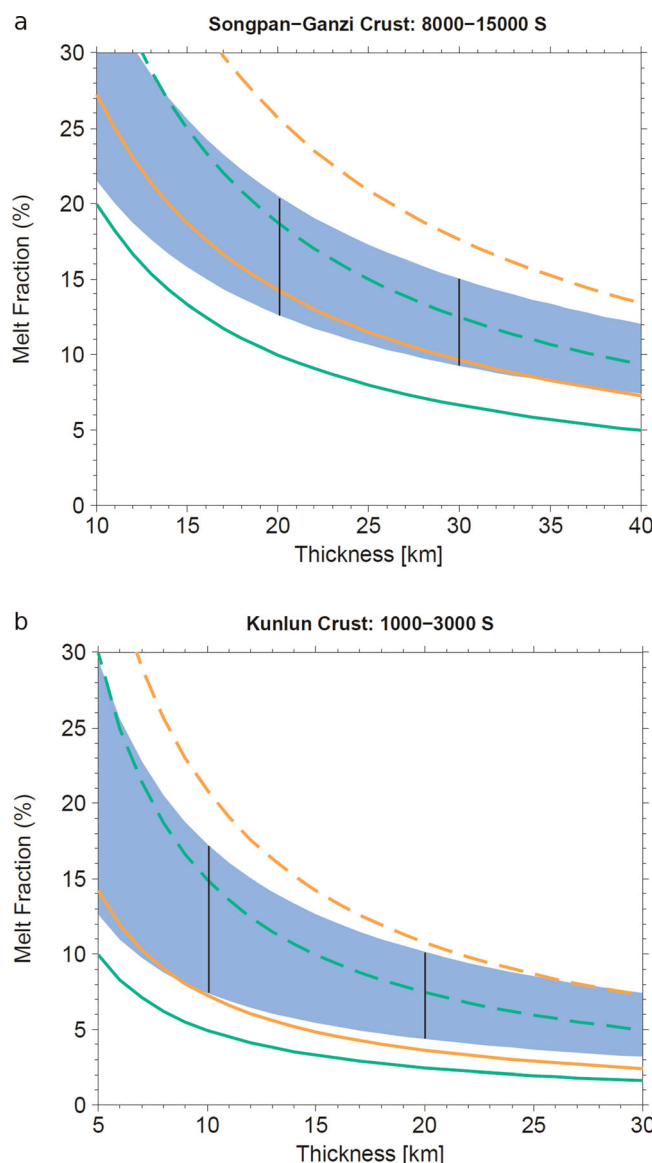 a
Songpan−Ganzi Crust: 8000−15000 S
30
25
20
15
10
5
0
Melt Fraction (%)
10 15 20 25 30 35 40
Thickness [km]
b
Kunlun Crust: 1000−3000 S
30
25
20
15
10
5
0
Melt Fraction (%)
5 10 15 20 25 30
Thickness [km]